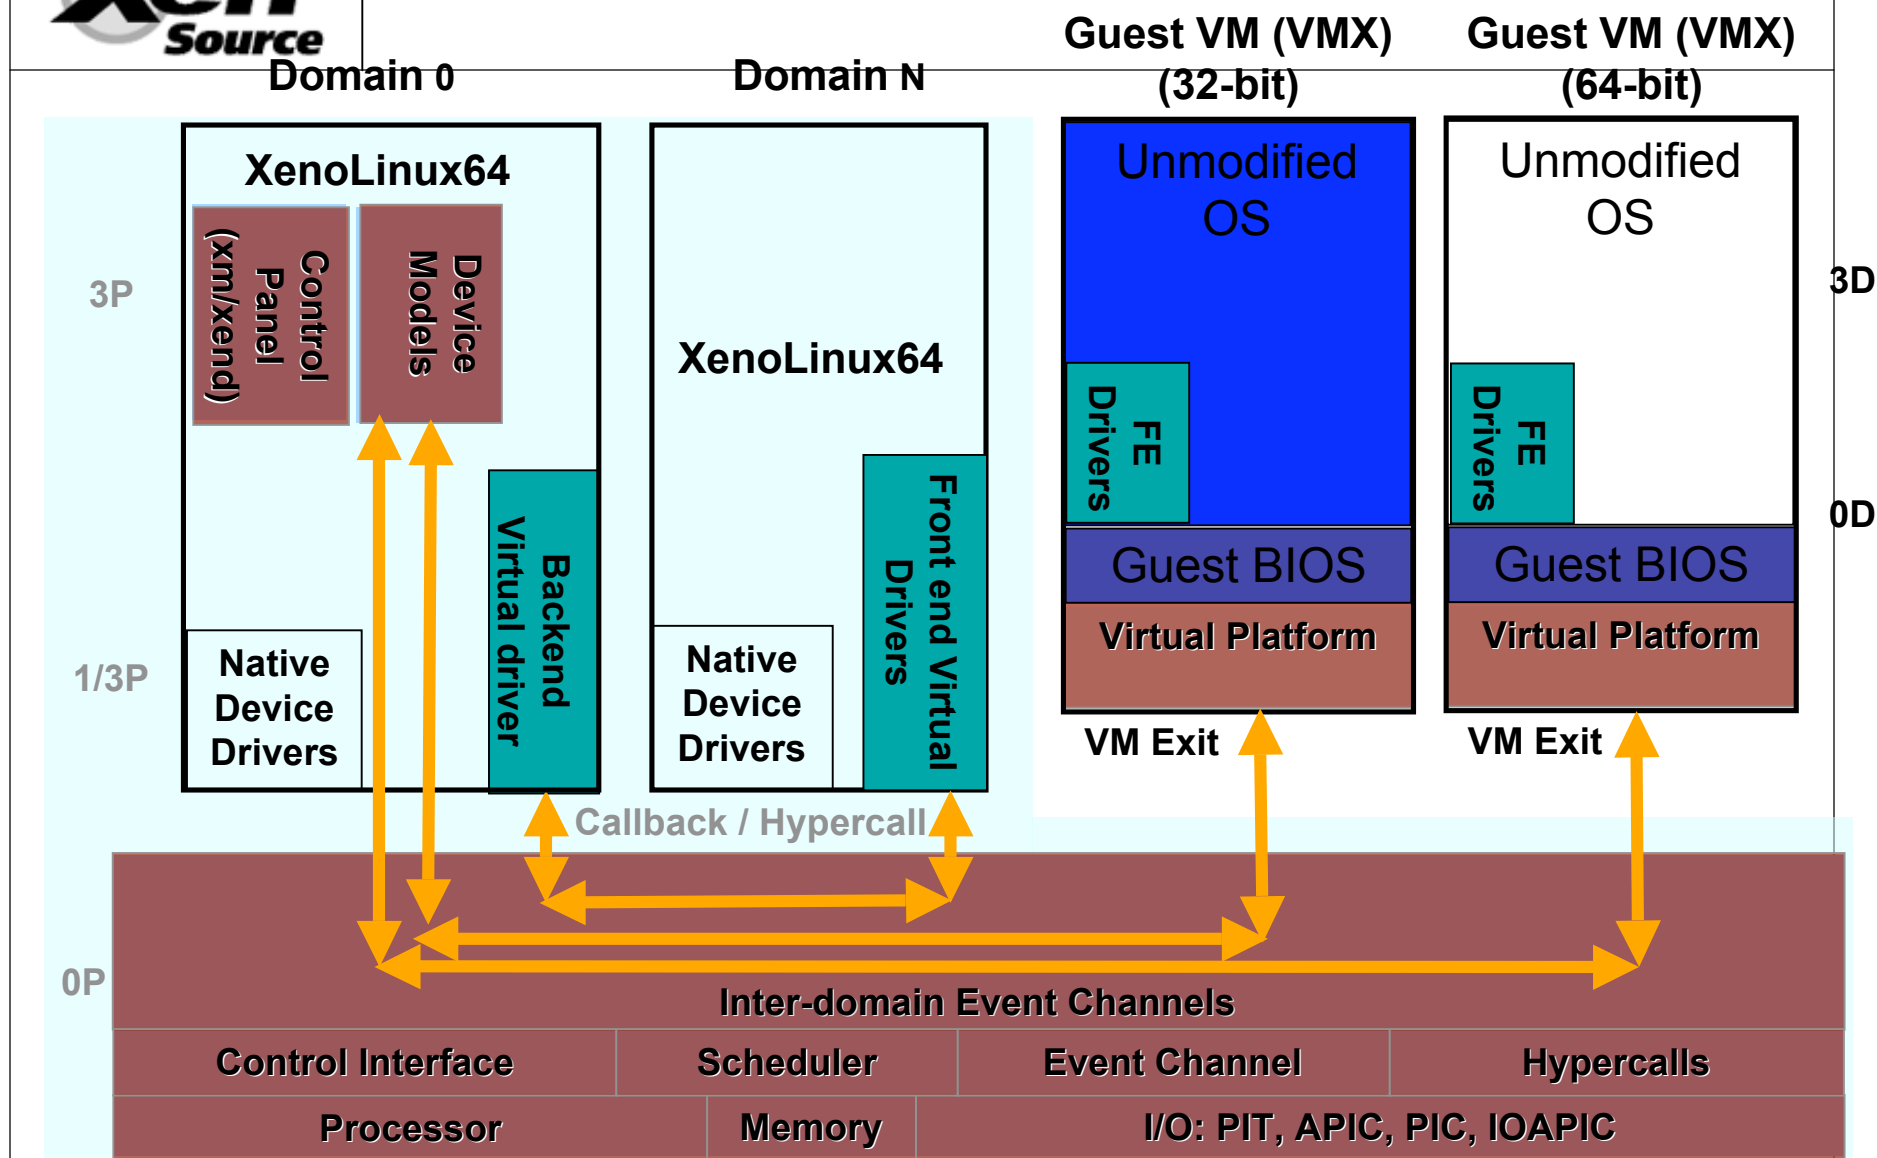 Xen
Source
Domain 0
Domain N
Guest VM (VMX)
(32-bit)
Guest VM (VMX)
(64-bit)
XenoLinux64
Control
Panel
(xm/xend)
Device
Models
3P
XenoLinux64
Unmodified
OS
Unmodified
OS
3D
FE
Drivers
FE
Drivers
0D
Backend
Virtual driver
Front end Virtual
Drivers
Guest BIOS
Guest BIOS
Virtual Platform
Virtual Platform
1/3P
Native
Device
Drivers
Native
Device
Drivers
VM Exit
VM Exit
Callback / Hypercall
0P
Inter-domain Event Channels
Control Interface
Scheduler
Event Channel
Hypercalls
Processor
Memory
I/O: PIT, APIC, PIC, IOAPIC